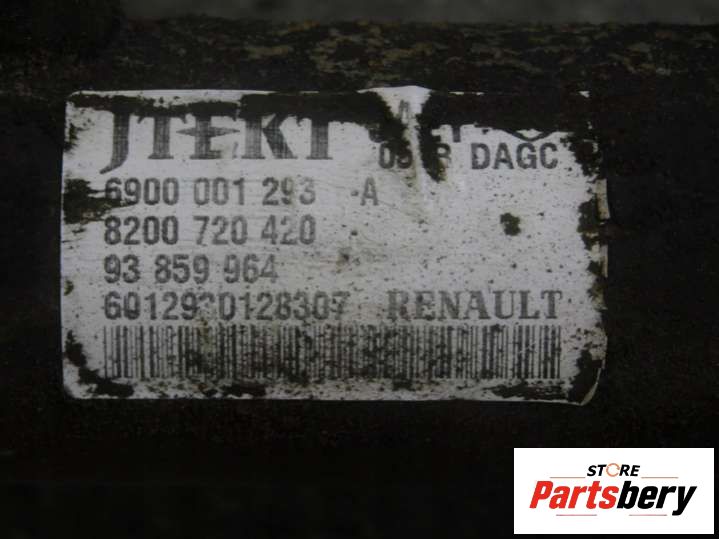 JTEKT
DAGC
6900 001 293 -A
8200 720 420
93 859 964
RENAULT
STORE
Partsbery